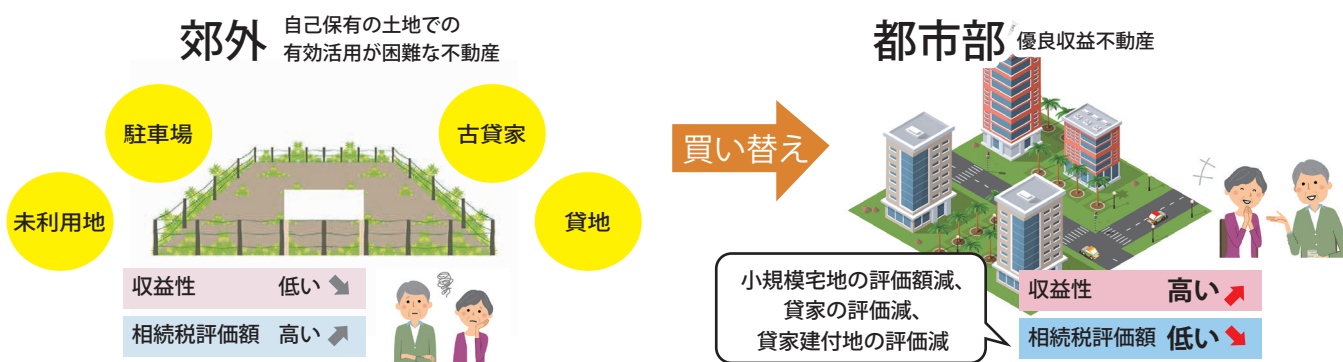 郊外
自己保有の土地での
有効活用が困難な不動産
駐車場
古貸家
未利用地
貸地
収益性 低い
相続税評価額 高い
買い替え
都市部
優良収益不動産
小規模宅地の評価額減、
貸家の評価減、
貸家建付地の評価減
収益性 高い
相続税評価額 低い